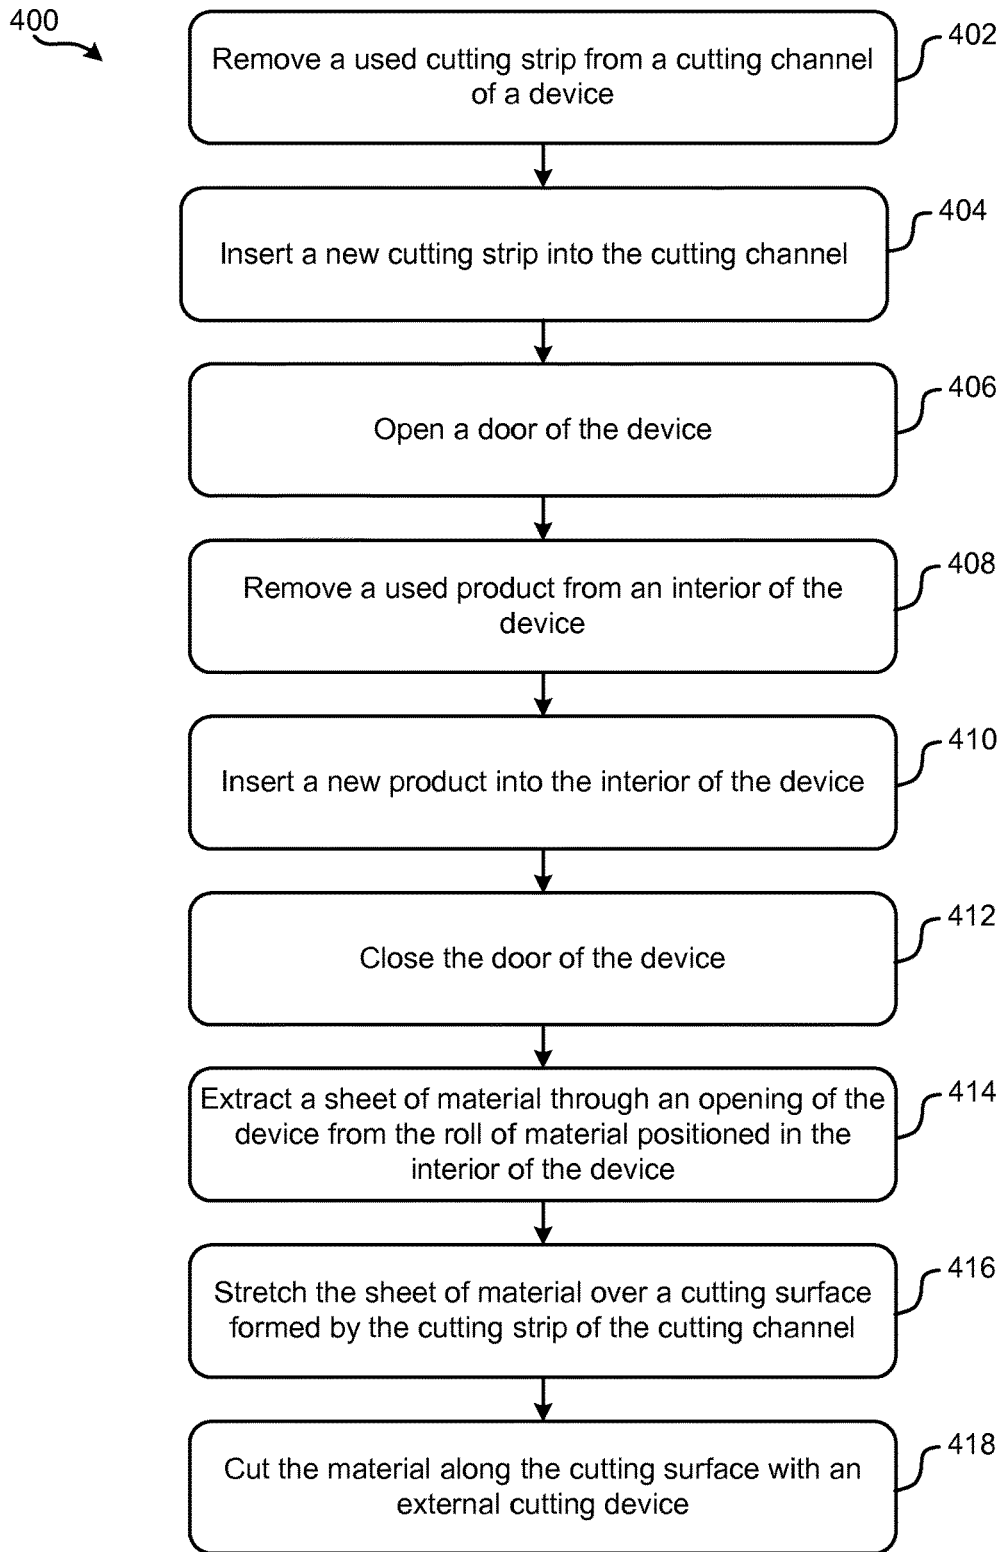 400
Remove a used cutting strip from a cutting channel
of a device
402
Insert a new cutting strip into the cutting channel
404
Open a door of the device
406
Remove a used product from an interior of the
device
408
Insert a new product into the interior of the device
410
Close the door of the device
412
Extract a sheet of material through an opening of the
device from the roll of material positioned in the
interior of the device
414
Stretch the sheet of material over a cutting surface
formed by the cutting strip of the cutting channel
416
Cut the material along the cutting surface with an
external cutting device
418